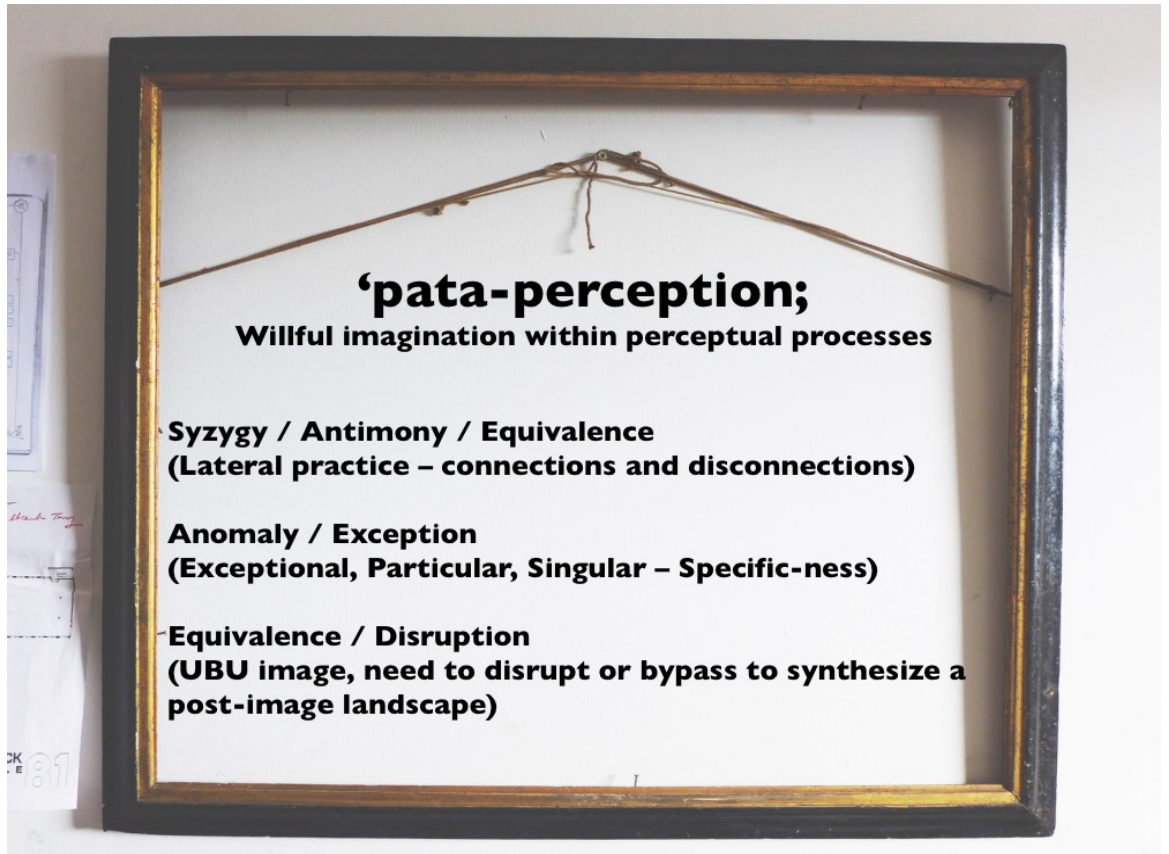 ‘pata-perception;
Willful imagination within perceptual processes
Syzygy / Antimony / Equivalence
(Lateral practice – connections and disconnections)
Anomaly / Exception
(Exceptional, Particular, Singular – Specific-ness)
Equivalence / Disruption
(UBU image, need to disrupt or bypass to synthesize a
post-image landscape)
81